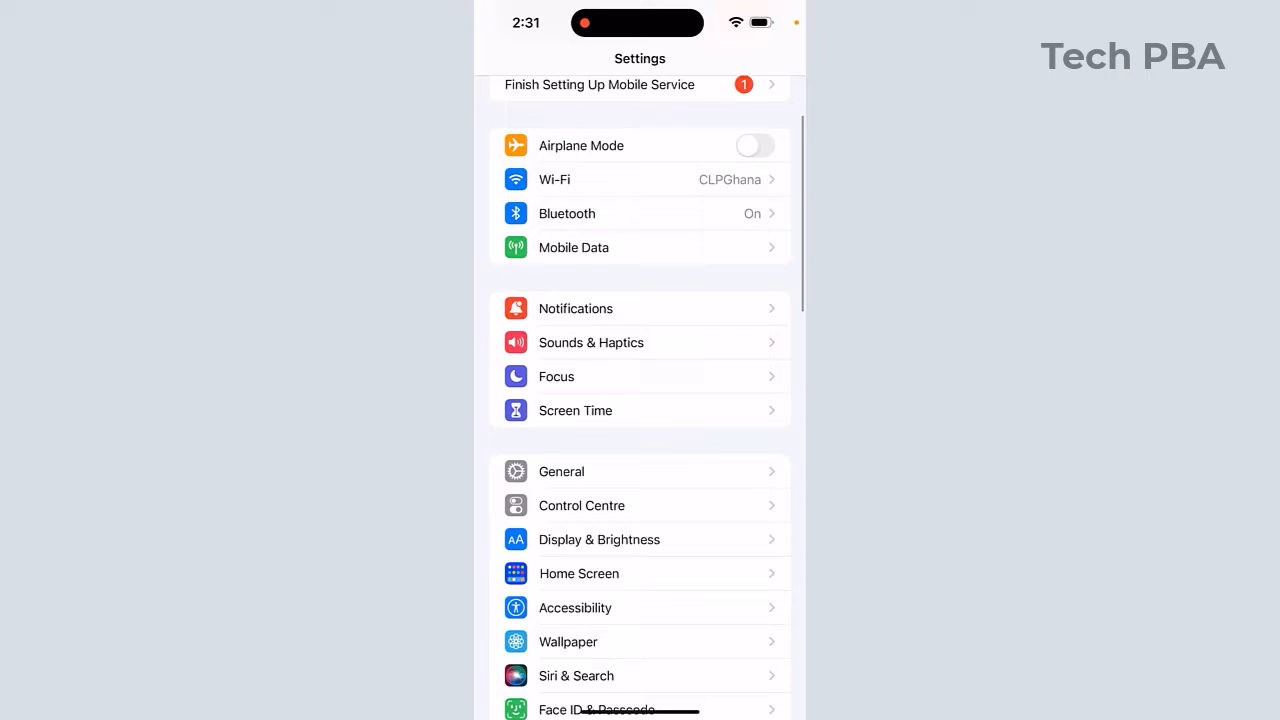 2:31
Tech PBA
Settings
Finish Setting Up Mobile Service 1
Airplane Mode
Wi-Fi CLPGhana
Bluetooth On
Mobile Data
Notifications
Sounds & Haptics
Focus
Screen Time
General
Control Centre
AA Display & Brightness
Home Screen
Accessibility
Wallpaper
Siri & Search
Face ID & Passcode